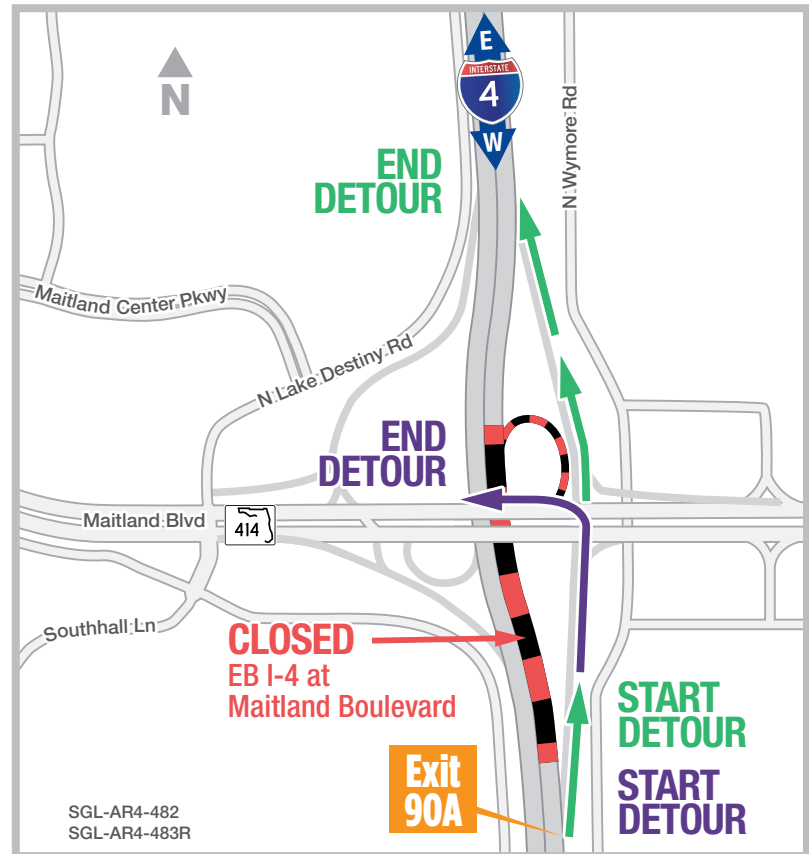 E
INTERSTATE
4
W
N
N Wymore Rd
END
DETOUR
Maitland Center Pkwy
N Lake Destiny Rd
END
DETOUR
Maitland Blvd
414
Southhall Ln
CLOSED
EB I-4 at
Maitland Boulevard
START
DETOUR
Exit
90A
START
DETOUR
SGL-AR4-482
SGL-AR4-483R